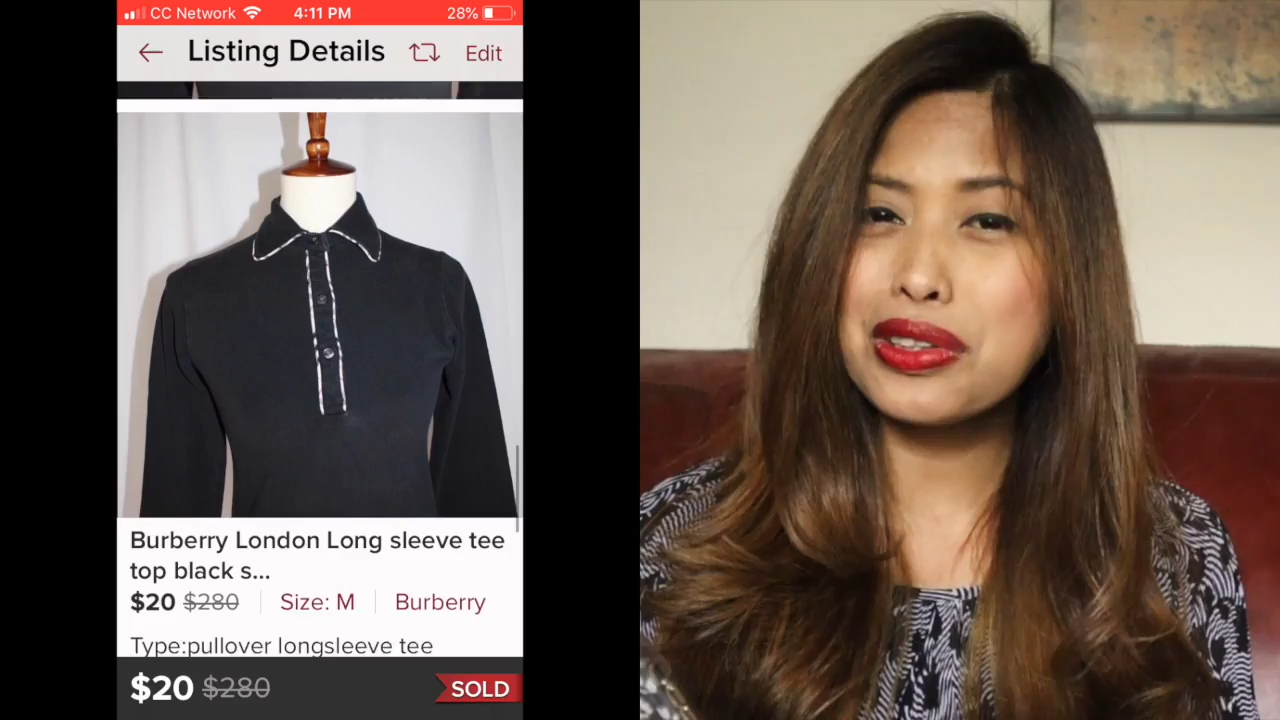 CC Network 4:11 PM 28%
Listing Details Edit
Burberry London Long sleeve tee
top black s...
$20 $280 Size: M Burberry
Type:pullover longsleeve tee
$20 $280 SOLD